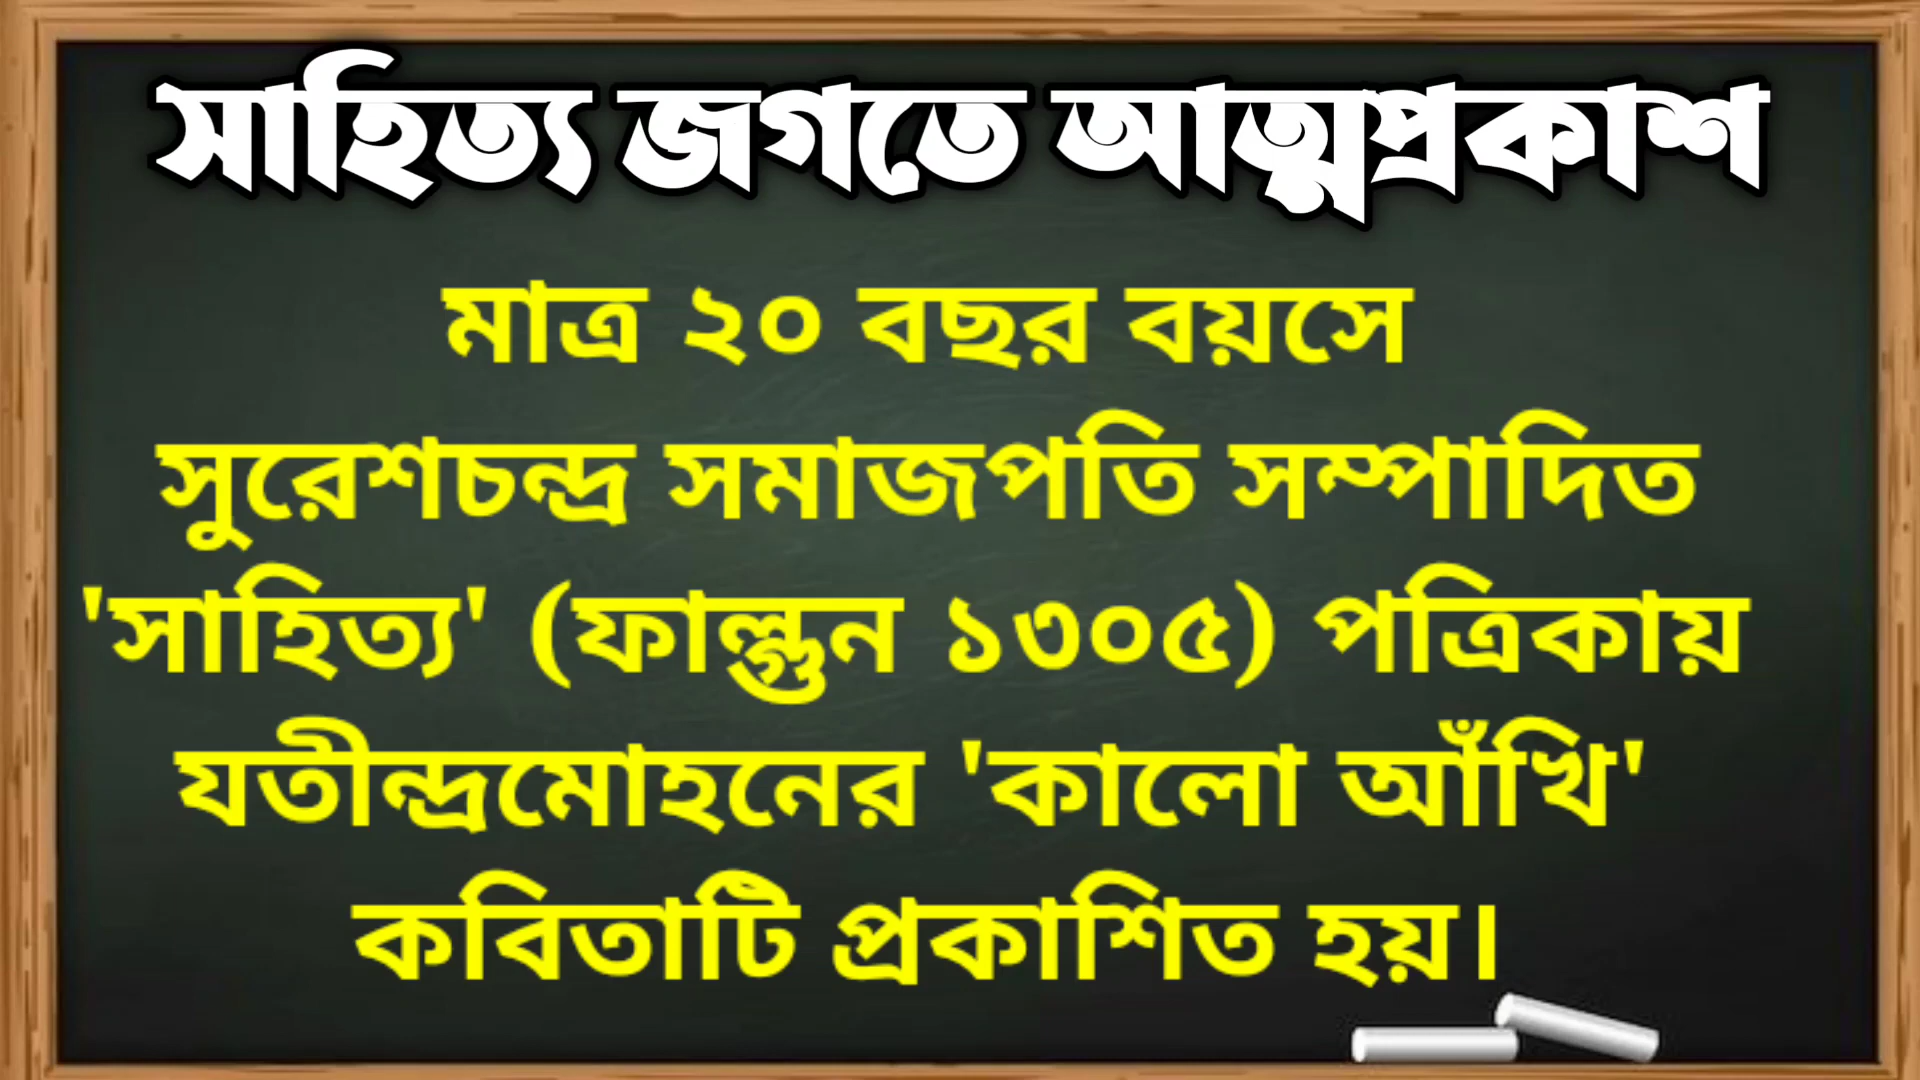 সাহিত্য জগতে আত্মপ্রকাশ
মাত্র ২০ বছর বয়সে
সুরেশচন্দ্র সমাজপতি সম্পাদিত
'সাহিত্য' (ফাল্গুন ১৩০৫) পত্রিকায়
যতীন্দ্রমোহনের 'কালো আঁখি'
কবিতাটি প্রকাশিত হয়।